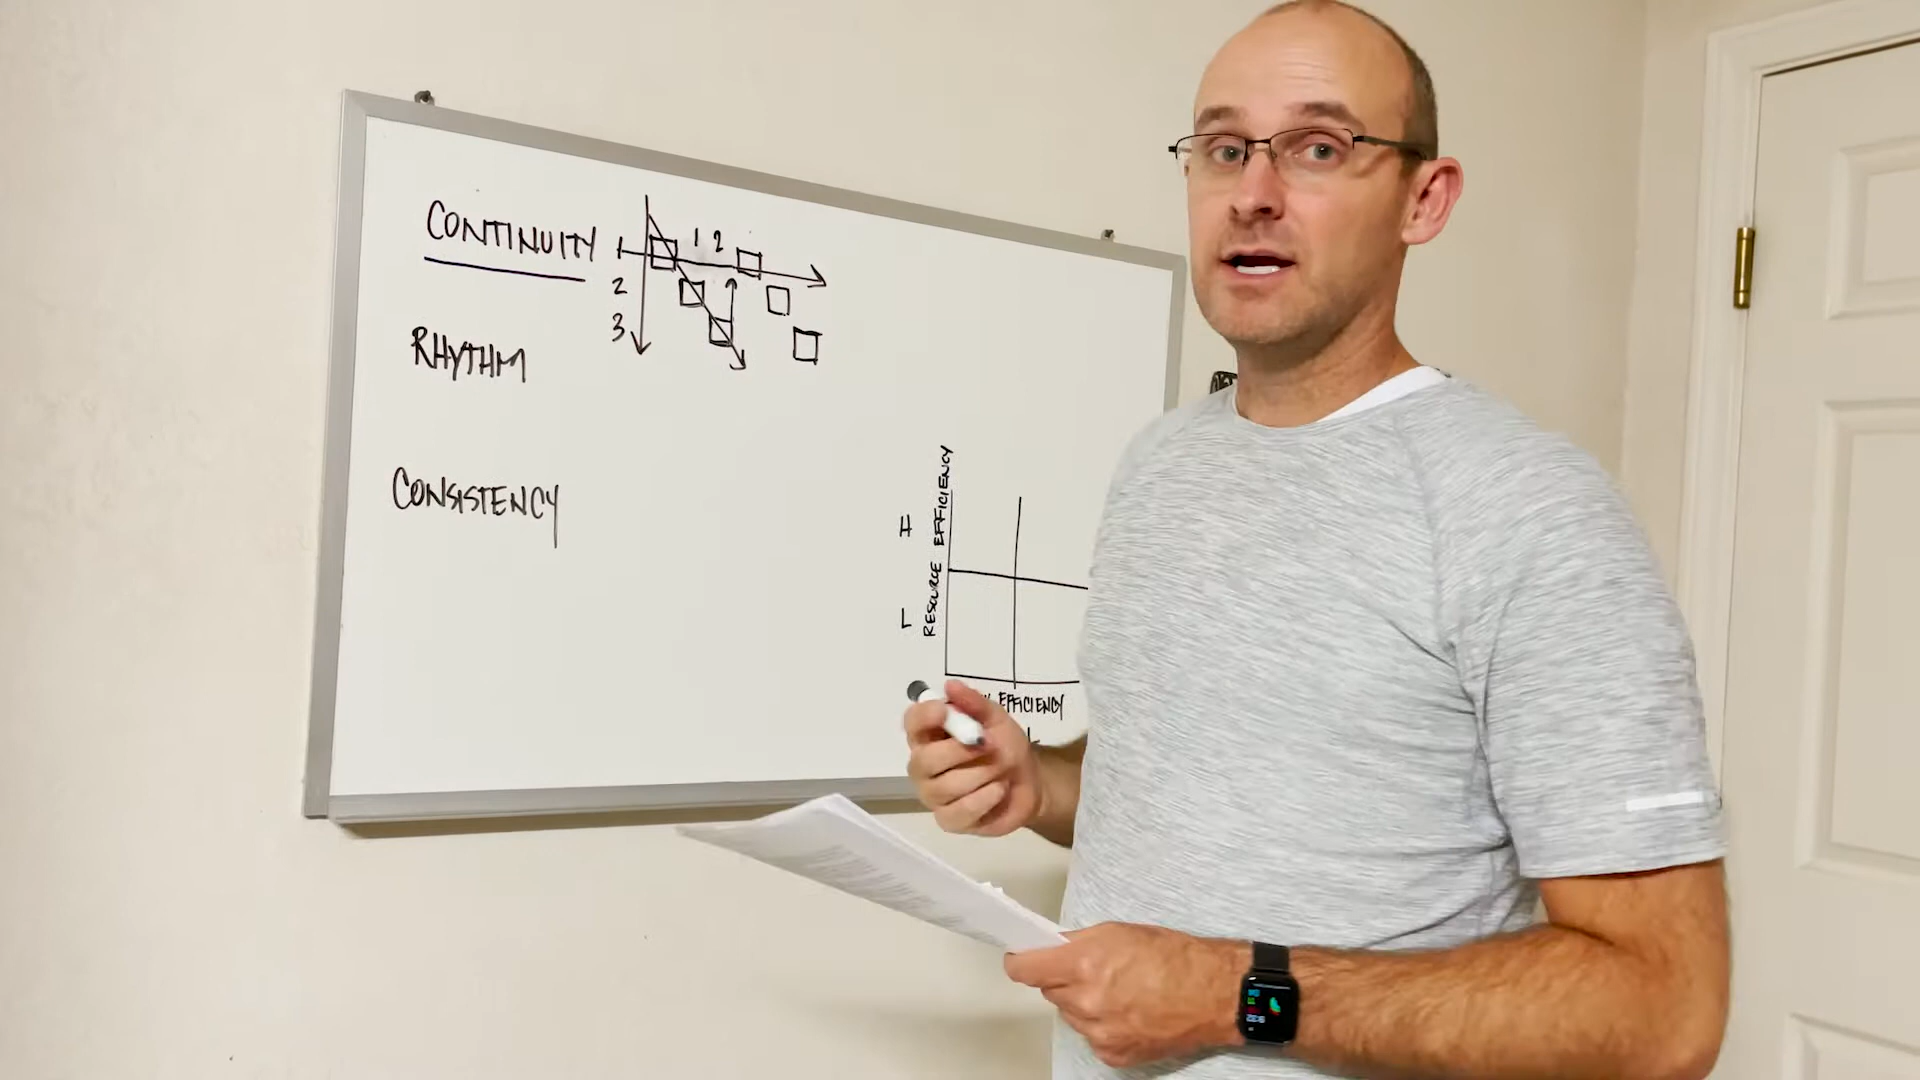 CONTINUITY
1
1 2
2
3
RHYTHM
CONSISTENCY
RESOURCE EFFICIENCY
H
L
EFFICIENCY
L